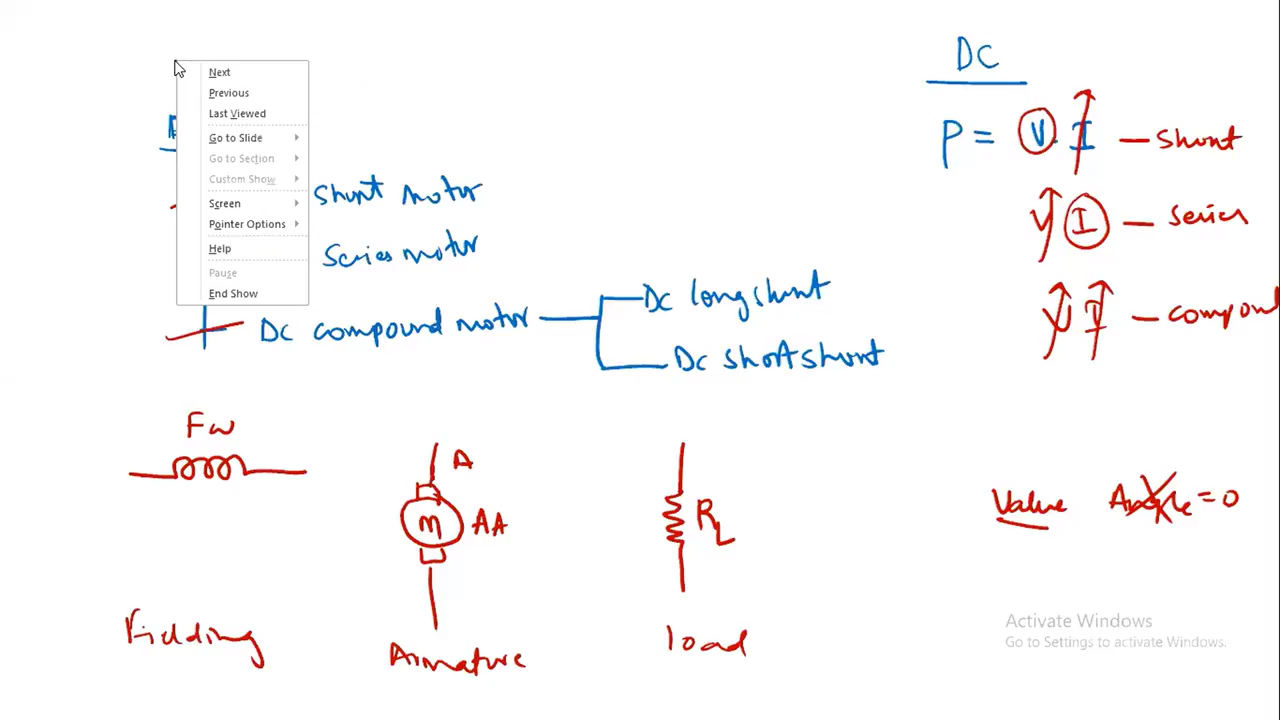 Next
Previous
Last Viewed
Go to Slide
Go to Section
Custom Show
Screen
Pointer Options
Help
Pause
End Show
Shunt motor
Series motor
DC compound motor
DC long shunt
DC short shunt
DC
P = V. I — Shunt
V I — series
V I — compoun
Fw
A
M AA
RL
Value = 0
Fielding
Armature
load
Activate Windows
Go to Settings to activate Windows.